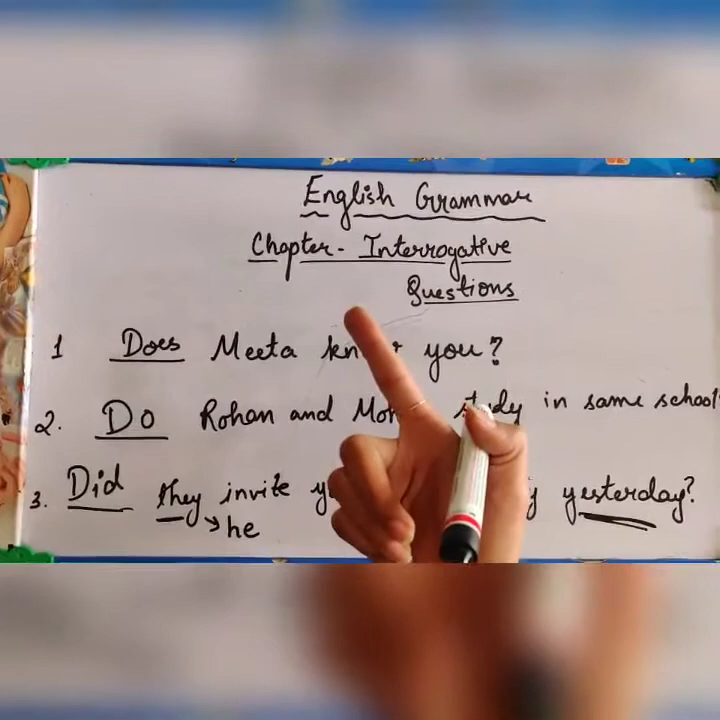 English Grammar
Chapter- Interrogative
Questions
1 Does Meeta you?
2. Do Rohan and study in same school
3. Did they invite yesterday?
he